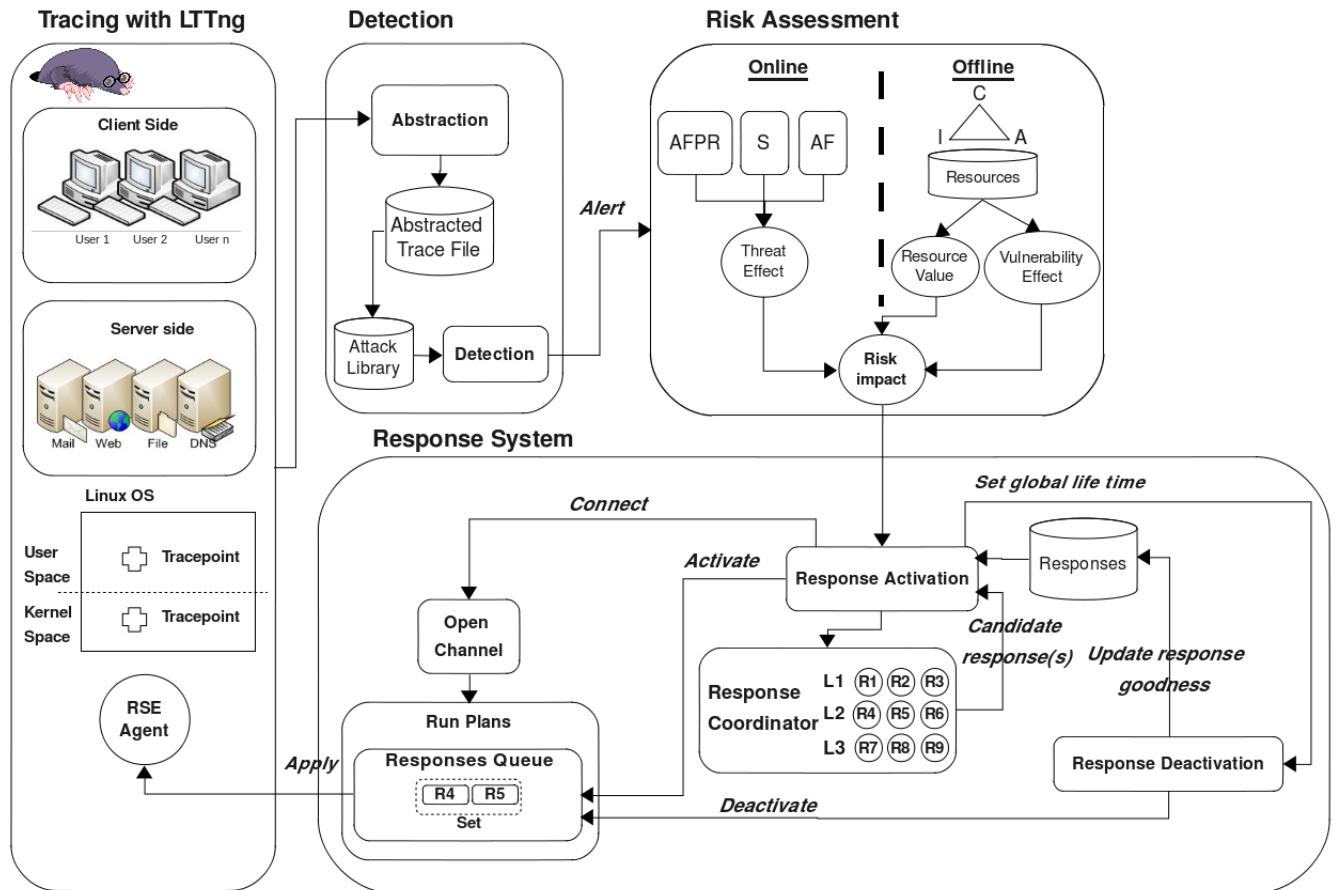 Tracing with LTTng
Client Side
User 1
User 2
User n
Server side
Mail
Web
File
DNS
Linux OS
User
Space
Tracepoint
Kernel
Space
Tracepoint
RSE
Agent
Detection
Abstraction
Abstracted
Trace File
Attack
Library
Detection
Alert
Risk Assessment
Online
Offline
AFPR
S
AF
C
I
A
Resources
Threat
Effect
Resource
Value
Vulnerability
Effect
Risk
impact
Response System
Connect
Set global life time
Activate
Response Activation
Responses
Open
Channel
Candidate
response(s)
Update response
goodness
Response
Coordinator
L1 R1 R2 R3
L2 R4 R5 R6
L3 R7 R8 R9
Run Plans
Responses Queue
R4 R5
Set
Apply
Response Deactivation
Deactivate